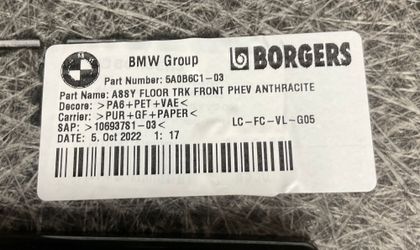 BMW Group BORGERS
Part Number: 5A0B6C1-03
Part Name: ASSY FLOOR TRK FRONT PHEV ANTHRACITE
Decore: >PA6+PET+VAE<
Carrier: >PUR+GF+PAPER<
SAP: >10693781-03< LC-FC-VL-G05
DATE: 5. Oct 2022 1: 17